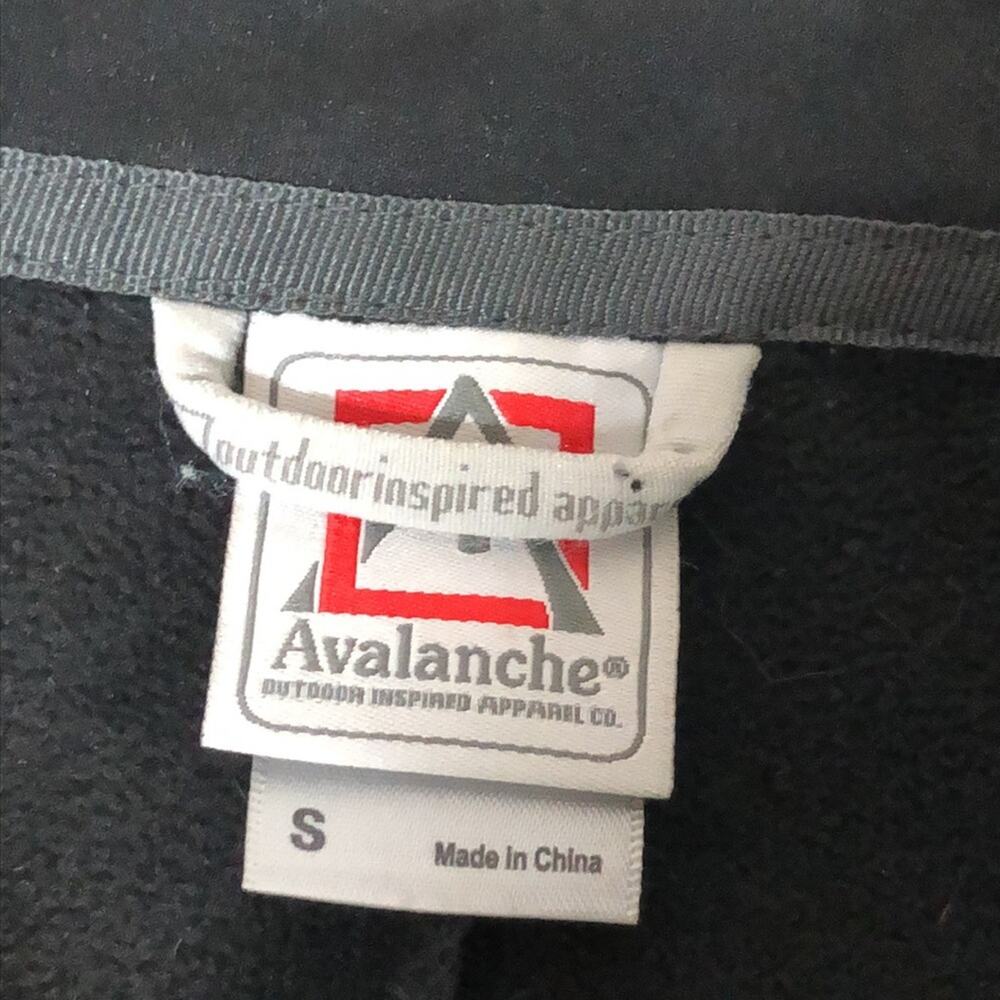 outdoorinspired appar
Avalanche®
OUTDOOR INSPIRED APPAREL CO.
S
Made in China